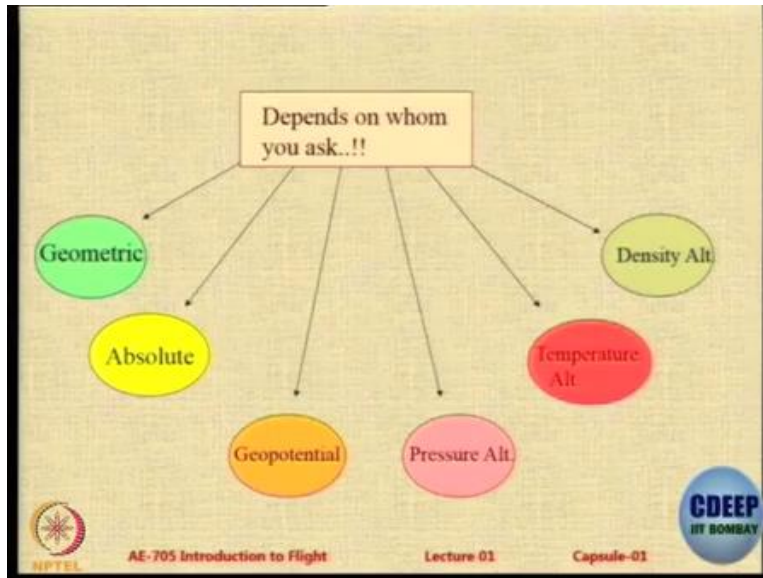 Depends on whom
you ask..!!
Geometric
Density Alt.
Absolute
Temperature
Alt.
Geopotential
Pressure Alt.
CDEEP
IIT BOMBAY
NPTEL
AE-705 Introduction to Flight
Lecture 01
Capsule-01